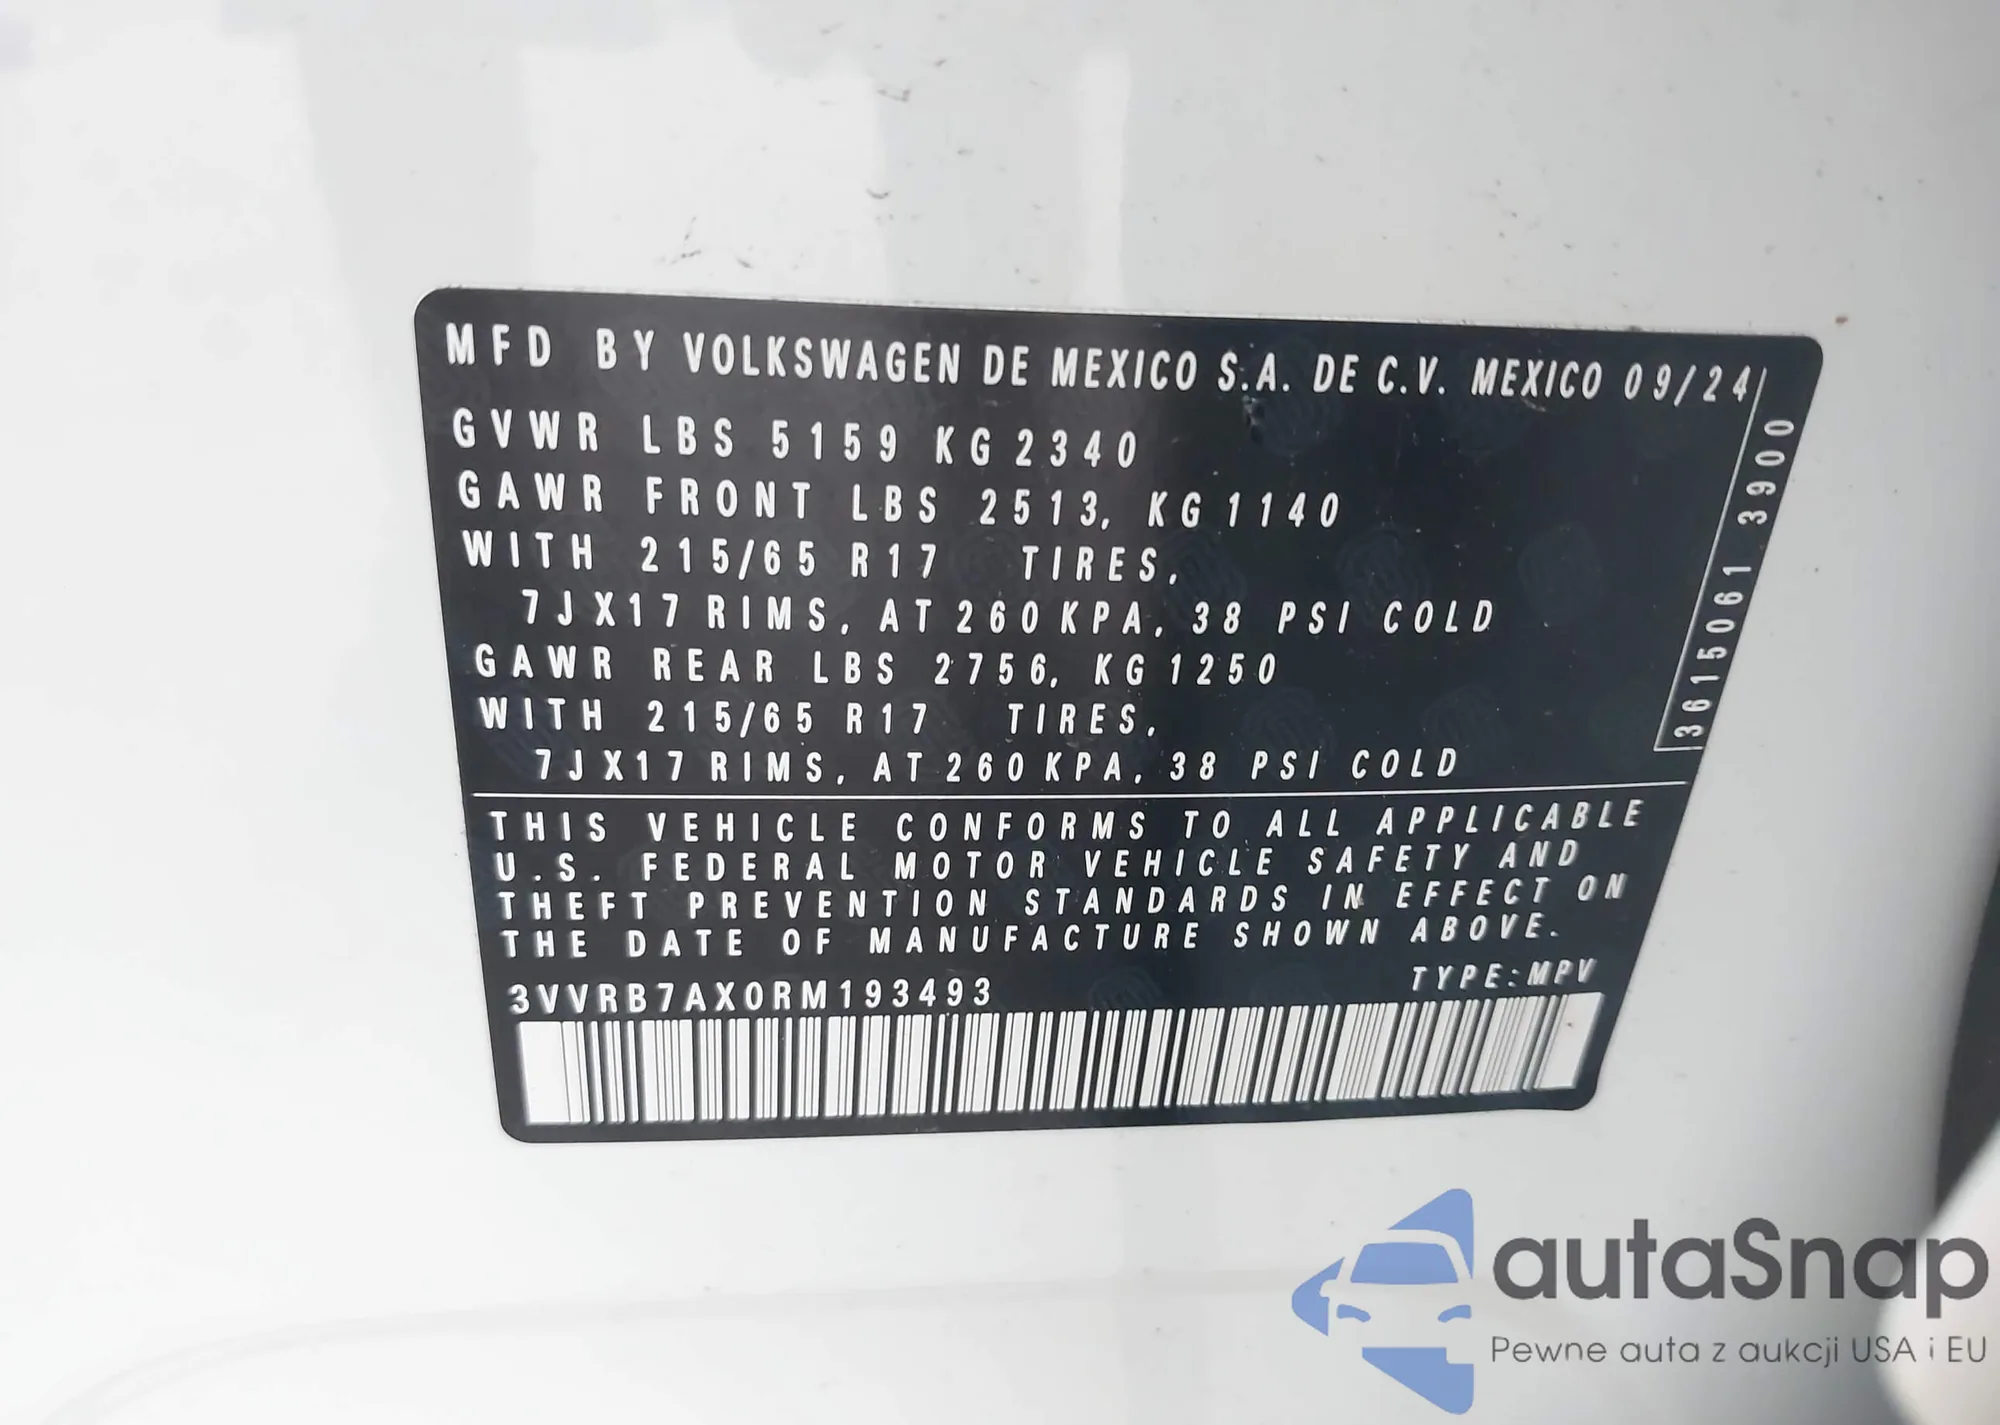 MFD BY VOLKSWAGEN DE MEXICO S.A. DE C.V. MEXICO 09/24
GVWR LBS 5159 KG 2340
GAWR FRONT LBS 2513, KG 1140
WITH 215/65 R17 TIRES,
7JX17 RIMS, AT 260 KPA, 38 PSI COLD
GAWR REAR LBS 2756, KG 1250
WITH 215/65 R17 TIRES,
7JX17 RIMS, AT 260 KPA, 38 PSI COLD
3615061 3900
THIS VEHICLE CONFORMS TO ALL APPLICABLE
U.S. FEDERAL MOTOR VEHICLE SAFETY AND
THEFT PREVENTION STANDARDS IN EFFECT ON
THE DATE OF MANUFACTURE SHOWN ABOVE.
TYPE:MPV
3VVRB7AX0RM193493
autaSnap
Pewne auta z aukcji USA i EU